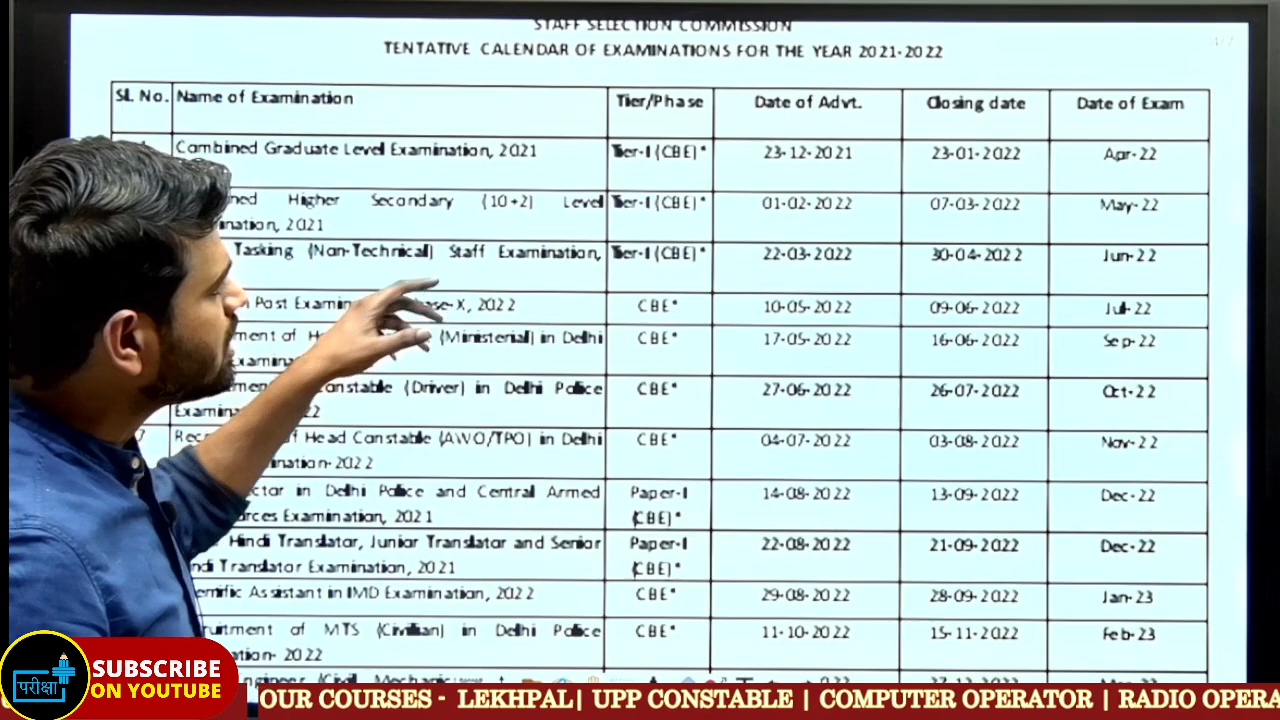 STAFF SELECTION COMMISSION
TENTATIVE CALENDAR OF EXAMINATIONS FOR THE YEAR 2021-2022
Sl. No. Name of Examination Tier/Phase Date of Advt. Closing date Date of Exam
Combined Graduate Level Examination, 2021 Tier-I (CBE)* 23-12-2021 23-01-2022 Apr-22
Higher Secondary (10+2) Level Tier-I (CBE)* 01-02-2022 07-03-2022 May-22
2021
Tasking (Non-Technical) Staff Examination, Tier-I (CBE)* 22-03-2022 30-04-2022 Jun-22
Post X, 2022 CBE* 10-05-2022 09-06-2022 Jul-22
of (Ministerial) in Delhi CBE* 17-05-2022 16-06-2022 Sep-22
(Driver) in Delhi Police CBE* 27-06-2022 26-07-2022 Oct-22
22
7 Head Constable (AWO/TPO) in Delhi CBE* 04-07-2022 03-08-2022 Nov-22
2022
in Delhi Police and Central Armed Paper-I 14-08-2022 13-09-2022 Dec-22
Examination, 2021 (CBE)*
Hindi Translator, Junior Translator and Senior Paper-I 22-08-2022 21-09-2022 Dec-22
Translator Examination, 2021 (CBE)*
Assistant in IMD Examination, 2022 CBE* 29-08-2022 28-09-2022 Jan-23
of MTS (Civilian) in Delhi Police CBE* 11-10-2022 15-11-2022 Feb-23
2022
परीक्षा
SUBSCRIBE
ON YOUTUBE
OUR COURSES - LEKHPAL| UPP CONSTABLE | COMPUTER OPERATOR | RADIO OPERA